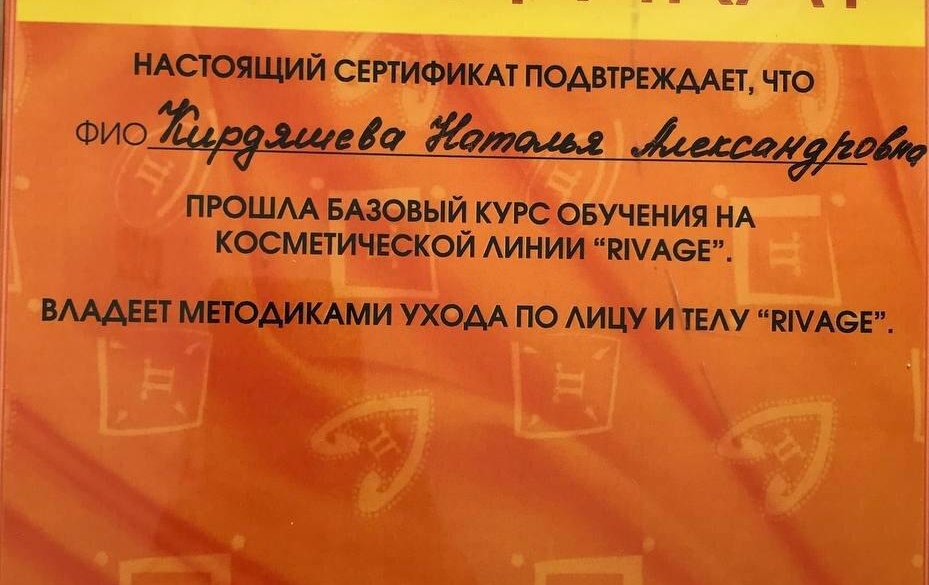 НАСТОЯЩИЙ СЕРТИФИКАТ ПОДВТРЕЖДАЕТ, ЧТО
ФИО Кирдяшева Наталья Александровна
ПРОШЛА БАЗОВЫЙ КУРС ОБУЧЕНИЯ НА
КОСМЕТИЧЕСКОЙ ЛИНИИ “RIVAGE”.
ВЛАДЕЕТ МЕТОДИКАМИ УХОДА ПО ЛИЦУ И ТЕЛУ “RIVAGE”.